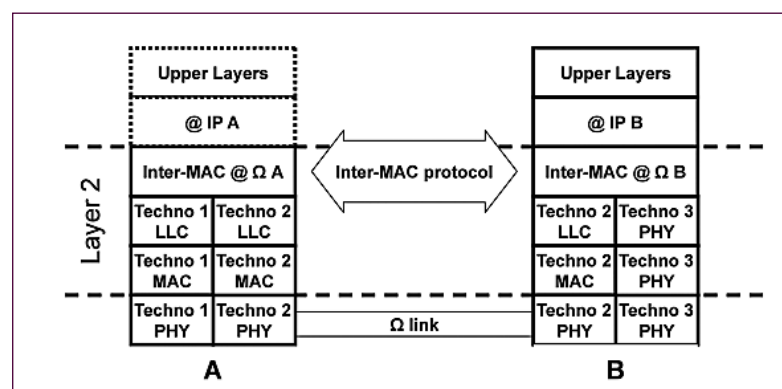 Upper Layers
@ IP A
Inter-MAC @ Ω A
Techno 1 Techno 2
LLC LLC
Techno 1 Techno 2
MAC MAC
Techno 1 Techno 2
PHY PHY
A
Layer 2
Inter-MAC protocol
Ω link
Upper Layers
@ IP B
Inter-MAC @ Ω B
Techno 2 Techno 3
LLC PHY
Techno 2 Techno 3
MAC PHY
Techno 2 Techno 3
PHY PHY
B